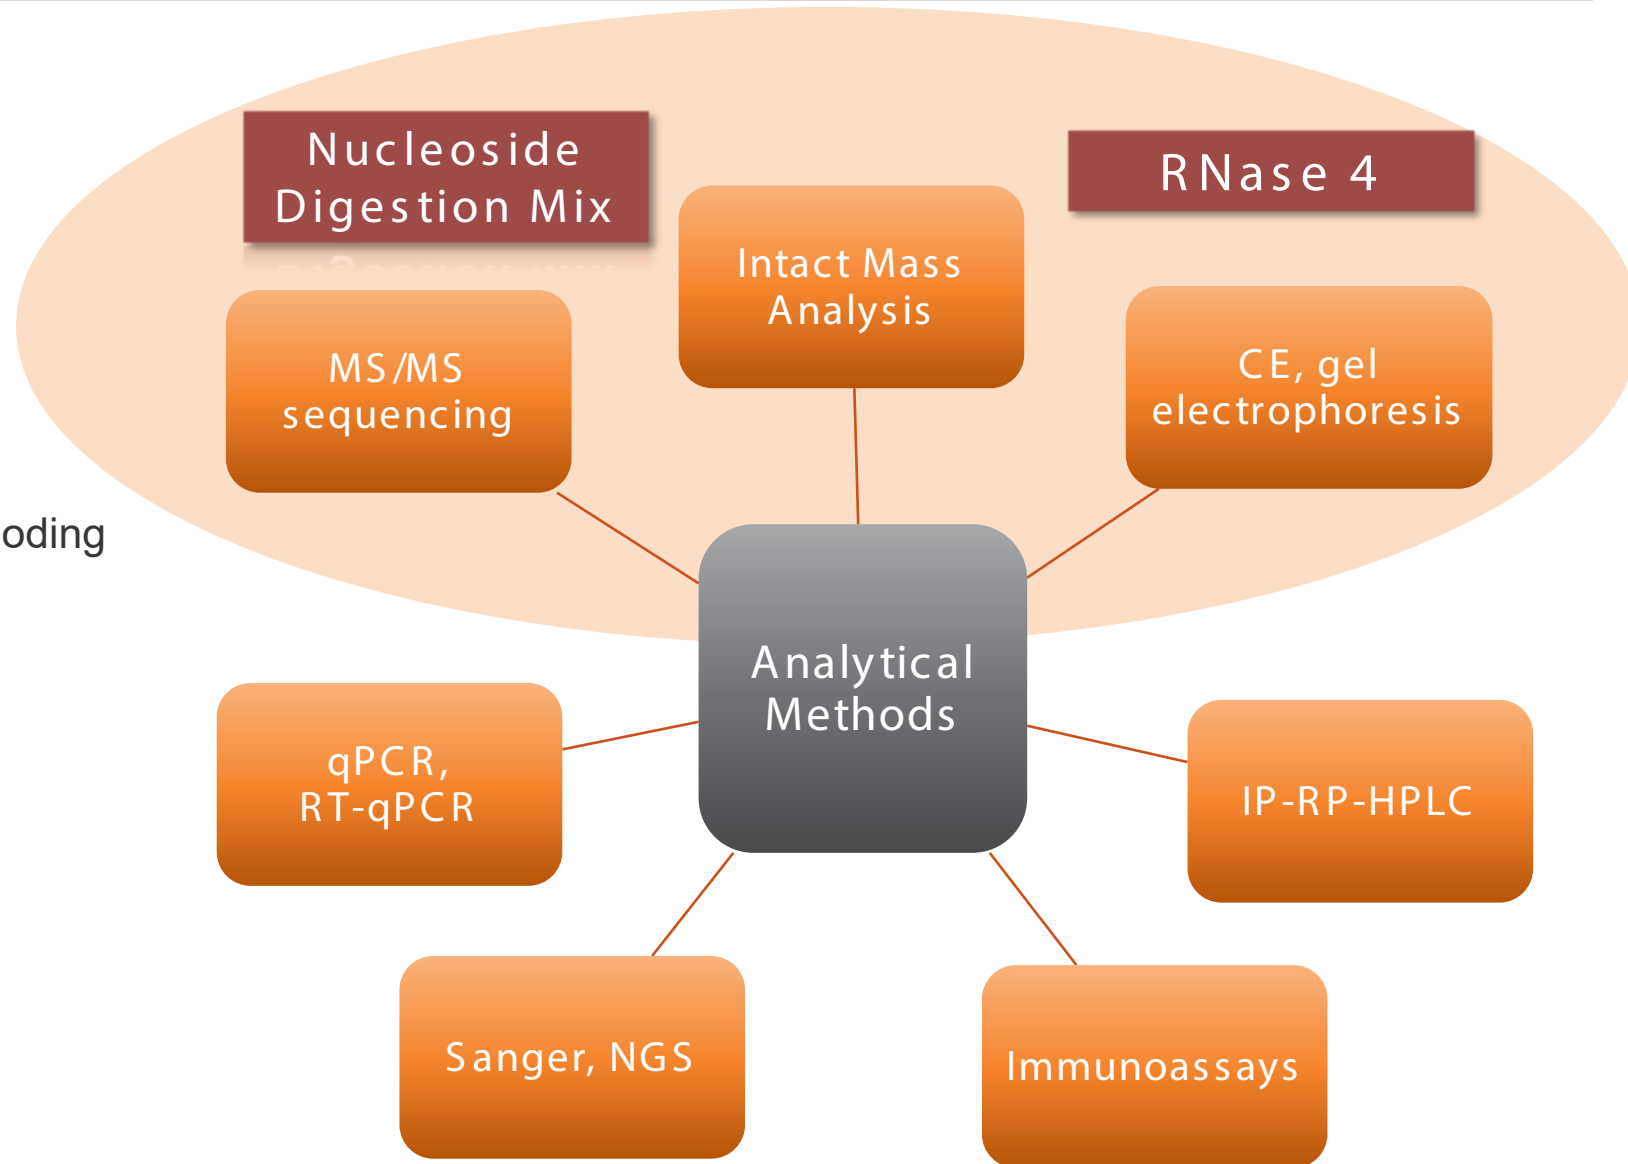 Nucleoside
Digestion Mix
RNase 4
Intact Mass
Analysis
MS/MS
sequencing
CE, gel
electrophoresis
oding
Analytical
Methods
qPCR,
RT-qPCR
IP-RP-HPLC
Sanger, NGS
Immunoassays